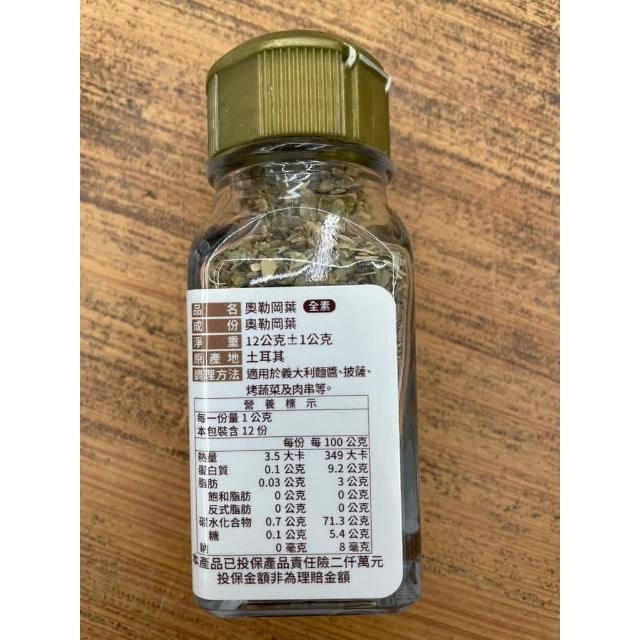 品名 奧勒岡葉 全素
成份 奧勒岡葉
淨重 12公克±1公克
原產地 土耳其
調理方法 適用於義大利麵醬、披薩、
烤蔬菜及肉串等。
營養標示
每一份量 1 公克
本包裝含 12 份
每份 每 100 公克
熱量 3.5 大卡 349 大卡
蛋白質 0.1 公克 9.2 公克
脂肪 0.03 公克 3 公克
飽和脂肪 0 公克 0 公克
反式脂肪 0 公克 0 公克
碳水化合物 0.7 公克 71.3 公克
糖 0.1 公克 5.4 公克
鈉 0 毫克 8 毫克
本產品已投保產品責任險二仟萬元
投保金額非為理賠金額